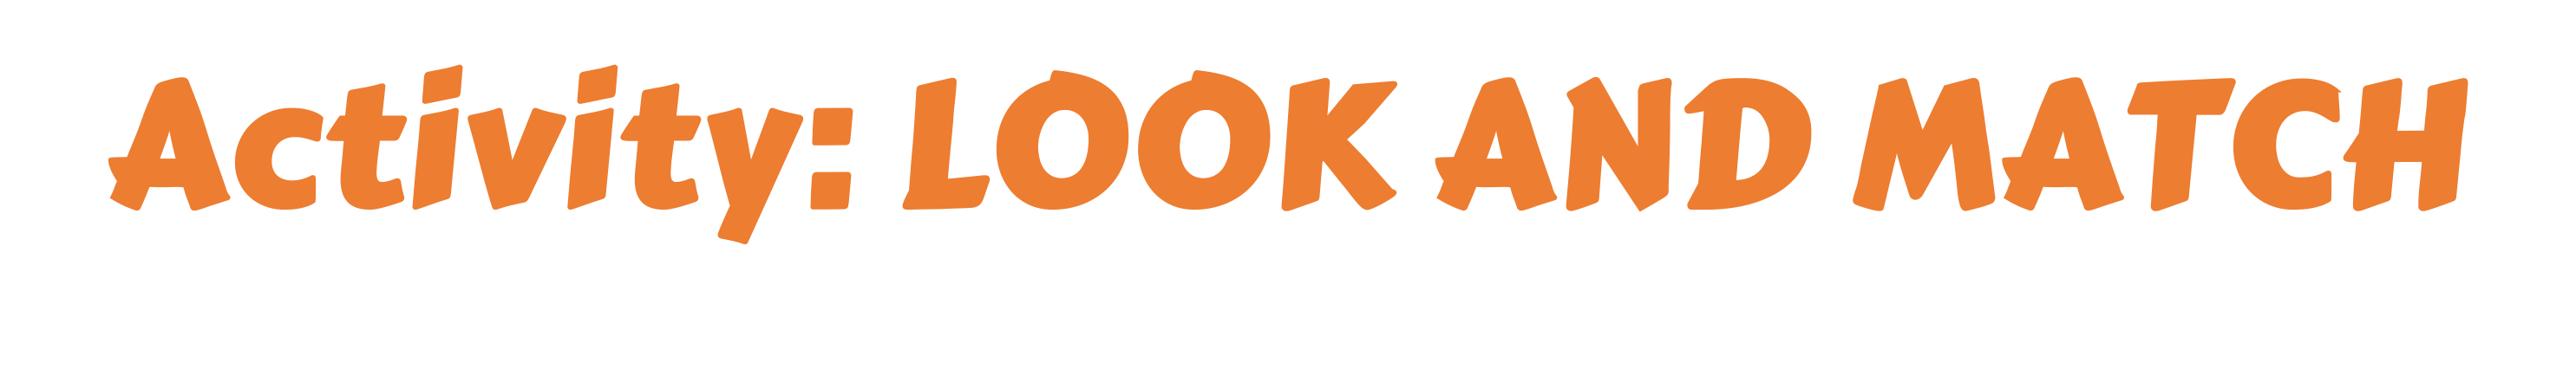 Activity: LOOK AND MATCH